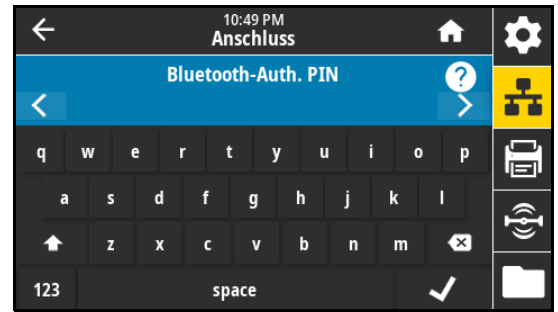 10:49 PM
Anschluss
Bluetooth-Auth. PIN
?
q w e r t y u i o p
a s d f g h j k l
z x c v b n m
123 space